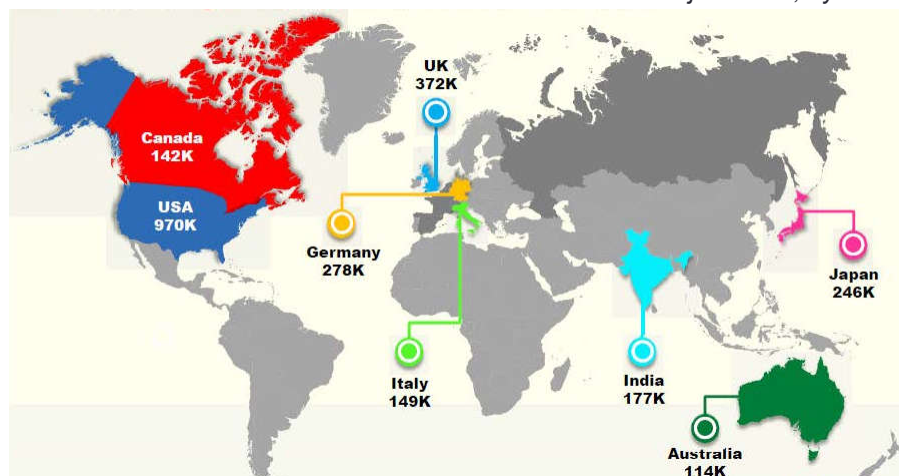 UK
372K
Canada
142K
USA
970K
Germany
278K
Japan
246K
Italy
149K
India
177K
Australia
114K